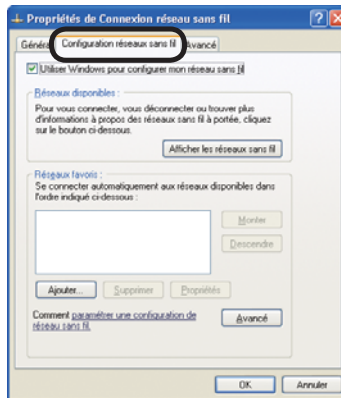 Propriétés de Connexion réseau sans fil
Généra Configuration réseaux sans fil Avancé
Utiliser Windows pour configurer mon réseau sans fil
Réseaux disponibles :
Pour vous connecter, vous déconnecter ou trouver plus
d'informations à propos des réseaux sans fil à portée, cliquez
sur le bouton ci-dessous.
Afficher les réseaux sans fil
Réseaux favoris :
Se connecter automatiquement aux réseaux disponibles dans
l'ordre indiqué ci-dessous :
Monter
Descendre
Ajouter... Supprimer Propriétés
Comment paramétrer une configuration de
réseau sans fil.
Avancé
OK Annuler